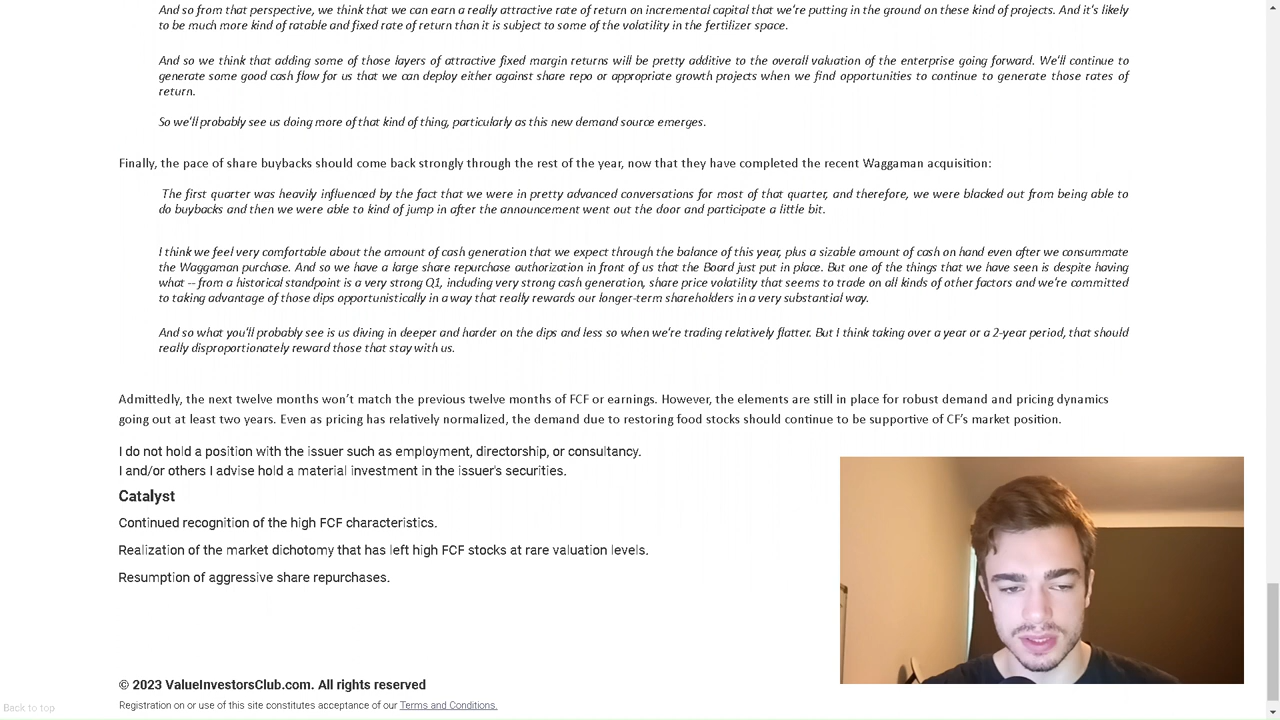 And so from that perspective, we think that we can earn a really attractive rate of return on incremental capital that we're putting in the ground on these kind of projects. And it's likely
to be much more kind of ratable and fixed rate of return than it is subject to some of the volatility in the fertilizer space.
And so we think that adding some of those layers of attractive fixed margin returns will be pretty additive to the overall valuation of the enterprise going forward. We'll continue to
generate some good cash flow for us that we can deploy either against share repo or appropriate growth projects when we find opportunities to continue to generate those rates of
return.
So we'll probably see us doing more of that kind of thing, particularly as this new demand source emerges.
Finally, the pace of share buybacks should come back strongly through the rest of the year, now that they have completed the recent Waggaman acquisition:
The first quarter was heavily influenced by the fact that we were in pretty advanced conversations for most of that quarter, and therefore, we were blacked out from being able to
do buybacks and then we were able to kind of jump in after the announcement went out the door and participate a little bit.
I think we feel very comfortable about the amount of cash generation that we expect through the balance of this year, plus a sizable amount of cash on hand even after we consummate
the Waggaman purchase. And so we have a large share repurchase authorization in front of us that the Board just put in place. But one of the things that we have seen is despite having
what -- from a historical standpoint is a very strong Q1, including very strong cash generation, share price volatility that seems to trade on all kinds of other factors and we're committed
to taking advantage of those dips opportunistically in a way that really rewards our longer-term shareholders in a very substantial way.
And so what you'll probably see is us diving in deeper and harder on the dips and less so when we're trading relatively flatter. But I think taking over a year or a 2-year period, that should
really disproportionately reward those that stay with us.
Admittedly, the next twelve months won't match the previous twelve months of FCF or earnings. However, the elements are still in place for robust demand and pricing dynamics
going out at least two years. Even as pricing has relatively normalized, the demand due to restoring food stocks should continue to be supportive of CF's market position.
I do not hold a position with the issuer such as employment, directorship, or consultancy.
I and/or others I advise hold a material investment in the issuer's securities.
Catalyst
Continued recognition of the high FCF characteristics.
Realization of the market dichotomy that has left high FCF stocks at rare valuation levels.
Resumption of aggressive share repurchases.
© 2023 ValueInvestorsClub.com. All rights reserved
Registration on or use of this site constitutes acceptance of our Terms and Conditions.
Back to top